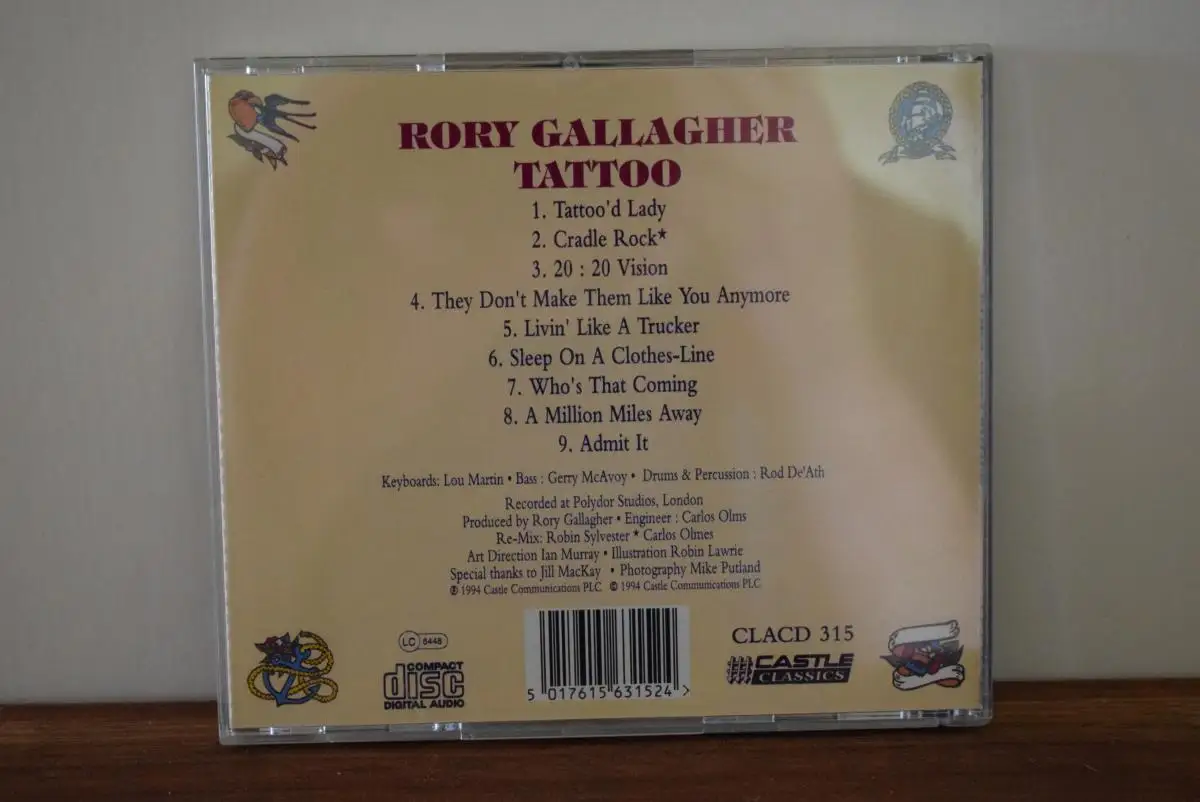 RORY GALLAGHER
TATTOO
1. Tattoo'd Lady
2. Cradle Rock*
3. 20 : 20 Vision
4. They Don't Make Them Like You Anymore
5. Livin' Like A Trucker
6. Sleep On A Clothes-Line
7. Who's That Coming
8. A Million Miles Away
9. Admit It
Keyboards: Lou Martin • Bass : Gerry McAvoy • Drums & Percussion : Rod De'Ath
Recorded at Polydor Studios, London
Produced by Rory Gallagher • Engineer : Carlos Olms
Re-Mix: Robin Sylvester * Carlos Olmes
Art Direction Ian Murray • Illustration Robin Lawrie
Special thanks to Jill MacKay • Photography Mike Putland
℗ 1994 Castle Communications PLC © 1994 Castle Communications PLC
LC 6448
COMPACT
disc
DIGITAL AUDIO
5 017615 631524 >
CLACD 315
CASTLE
CLASSICS